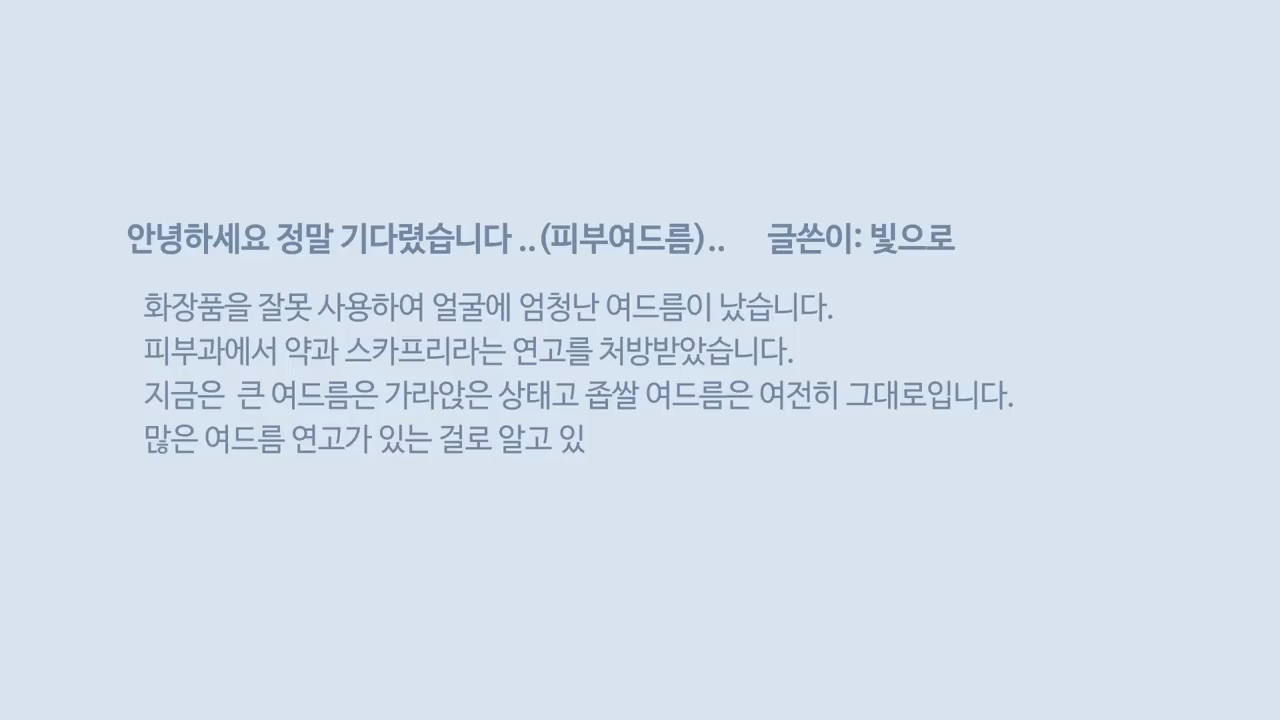 안녕하세요 정말 기다렸습니다 ..(피부여드름).. 글쓴이: 빛으로
화장품을 잘못 사용하여 얼굴에 엄청난 여드름이 났습니다.
피부과에서 약과 스카프리라는 연고를 처방받았습니다.
지금은 큰 여드름은 가라앉은 상태고 좁쌀 여드름은 여전히 그대로입니다.
많은 여드름 연고가 있는 걸로 알고 있